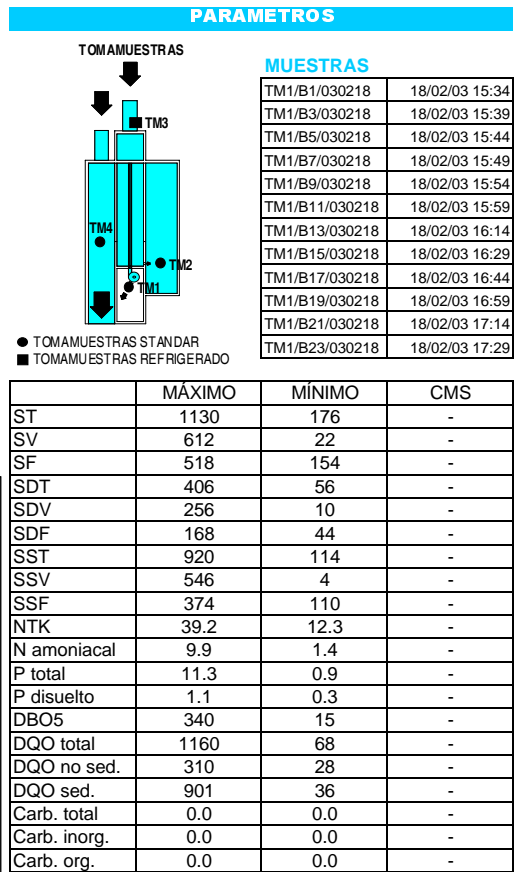 PARAMETROS
TOMAMUESTRAS
TM3
TM4
TM2
TM1
● TOMAMUESTRAS STANDAR
■ TOMAMUESTRAS REFRIGERADO
MUESTRAS
TM1/B1/030218 18/02/03 15:34
TM1/B3/030218 18/02/03 15:39
TM1/B5/030218 18/02/03 15:44
TM1/B7/030218 18/02/03 15:49
TM1/B9/030218 18/02/03 15:54
TM1/B11/030218 18/02/03 15:59
TM1/B13/030218 18/02/03 16:14
TM1/B15/030218 18/02/03 16:29
TM1/B17/030218 18/02/03 16:44
TM1/B19/030218 18/02/03 16:59
TM1/B21/030218 18/02/03 17:14
TM1/B23/030218 18/02/03 17:29
MÁXIMO MÍNIMO CMS
ST 1130 176 -
SV 612 22 -
SF 518 154 -
SDT 406 56 -
SDV 256 10 -
SDF 168 44 -
SST 920 114 -
SSV 546 4 -
SSF 374 110 -
NTK 39.2 12.3 -
N amoniacal 9.9 1.4 -
P total 11.3 0.9 -
P disuelto 1.1 0.3 -
DBO5 340 15 -
DQO total 1160 68 -
DQO no sed. 310 28 -
DQO sed. 901 36 -
Carb. total 0.0 0.0 -
Carb. inorg. 0.0 0.0 -
Carb. org. 0.0 0.0 -